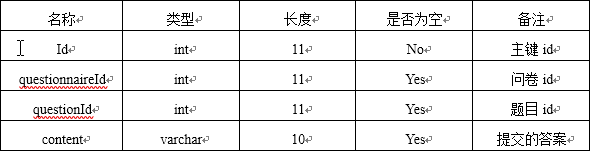 名称 类型 长度 是否为空 备注
Id int 11 No 主键 id
questionnaireId int 11 Yes 问卷 id
questionId int 11 Yes 题目 id
content varchar 10 Yes 提交的答案